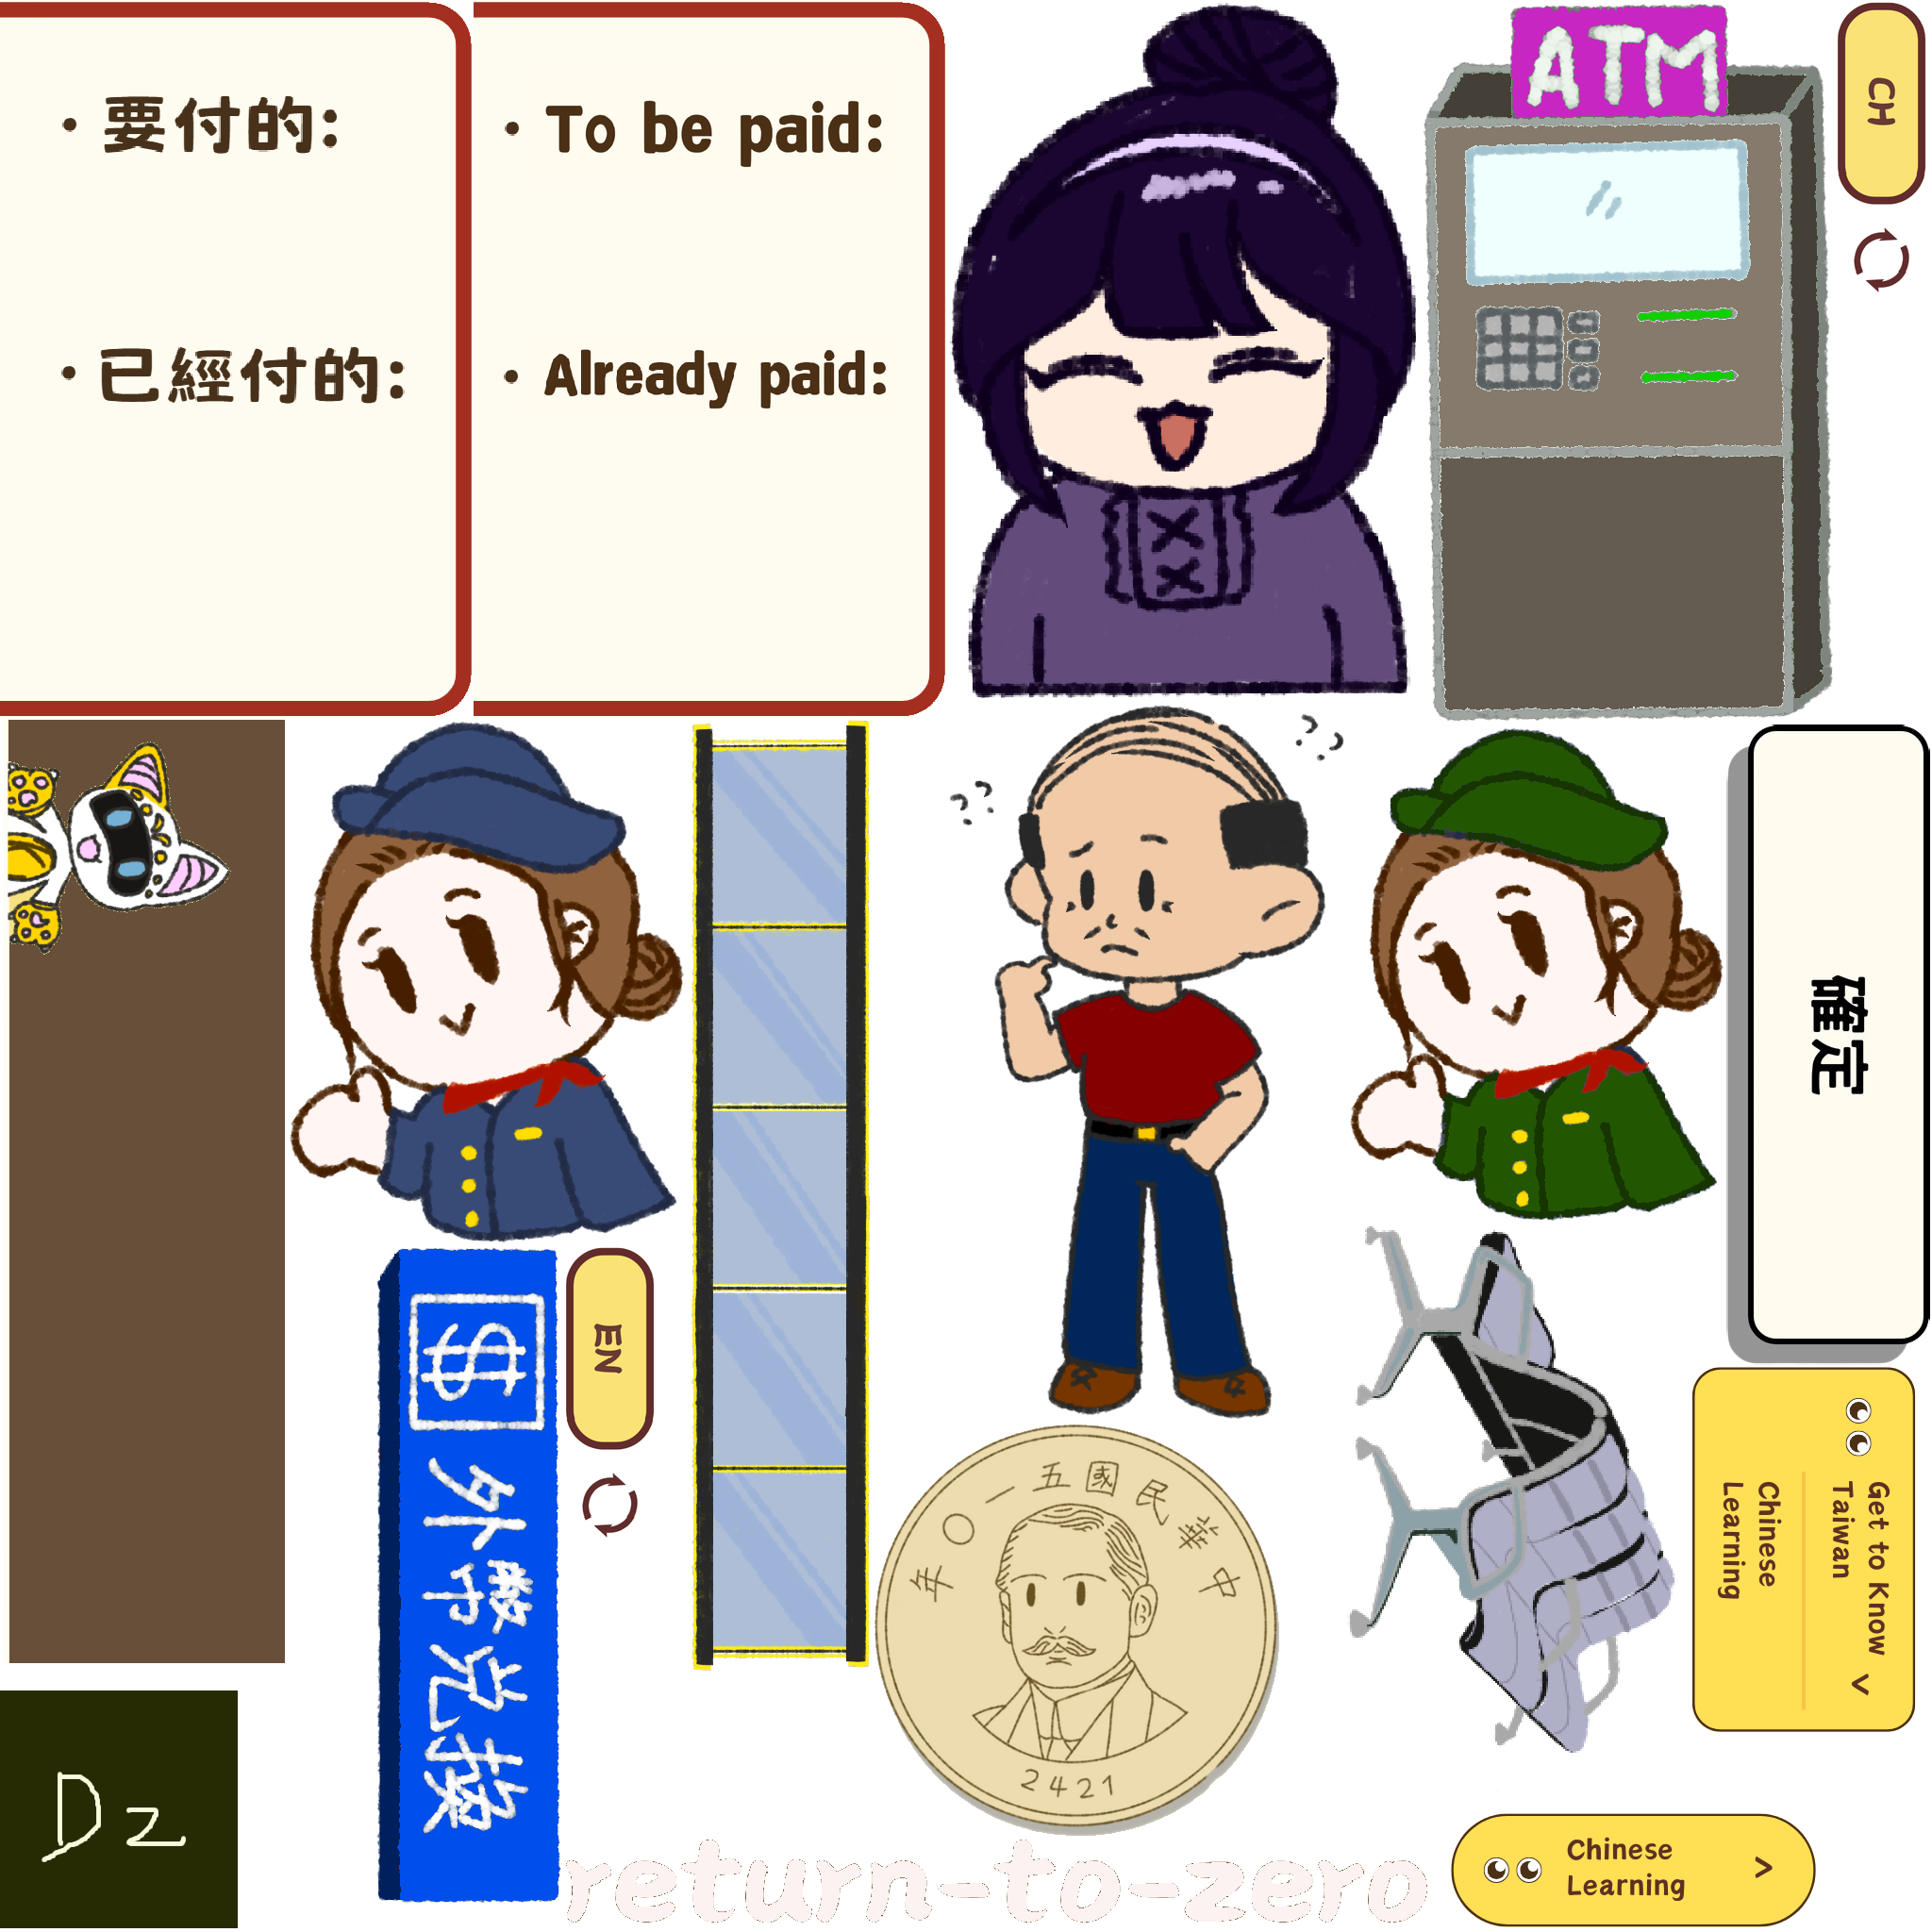 • 要付的:
• 已經付的:
• To be paid:
• Already paid:
ATM
CH
確定
$
外幣兌換
EN
?? ??
Get to Know
Taiwan >
Chinese
Learning
中華民國五一〇年
2421
Dz
return-to-zero
Chinese
Learning >